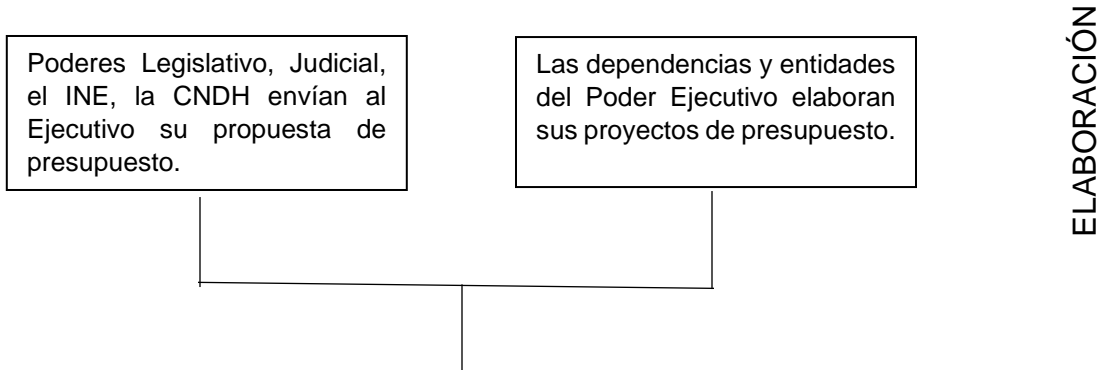 Poderes Legislativo, Judicial,
el INE, la CNDH envían al
Ejecutivo su propuesta de
presupuesto.
Las dependencias y entidades
del Poder Ejecutivo elaboran
sus proyectos de presupuesto.
ELABORACIÓN